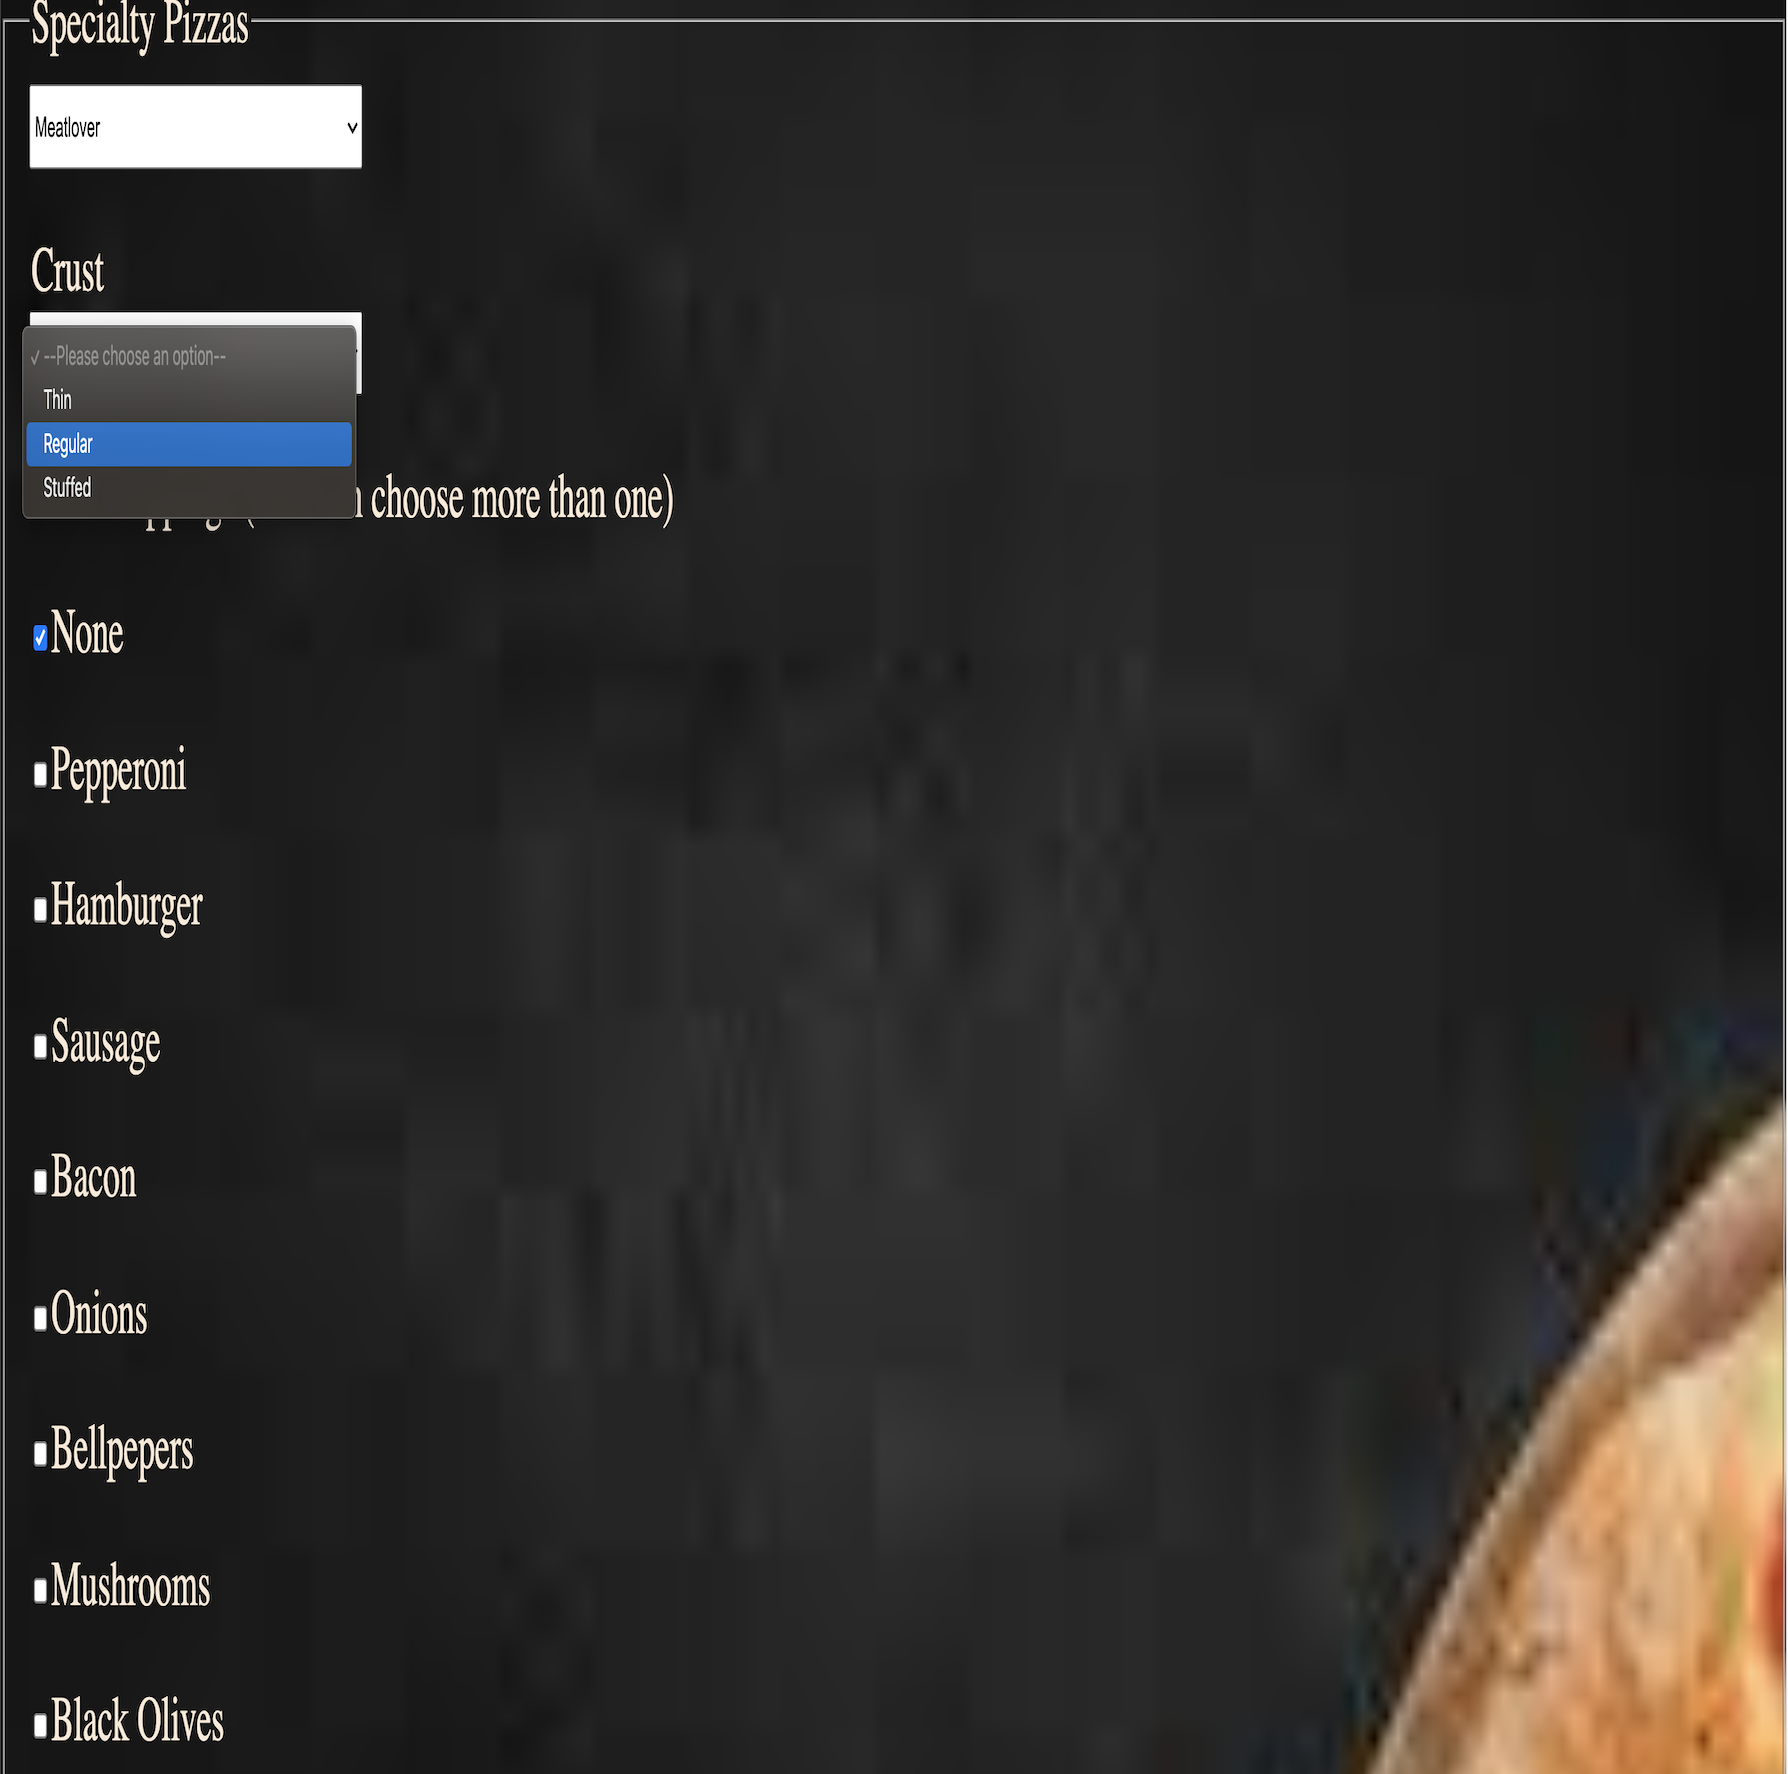 Specialty Pizzas
Meatlover
Crust
--Please choose an option--
Thin
Regular
Stuffed
choose more than one)
None
Pepperoni
Hamburger
Sausage
Bacon
Onions
Bellpepers
Mushrooms
Black Olives